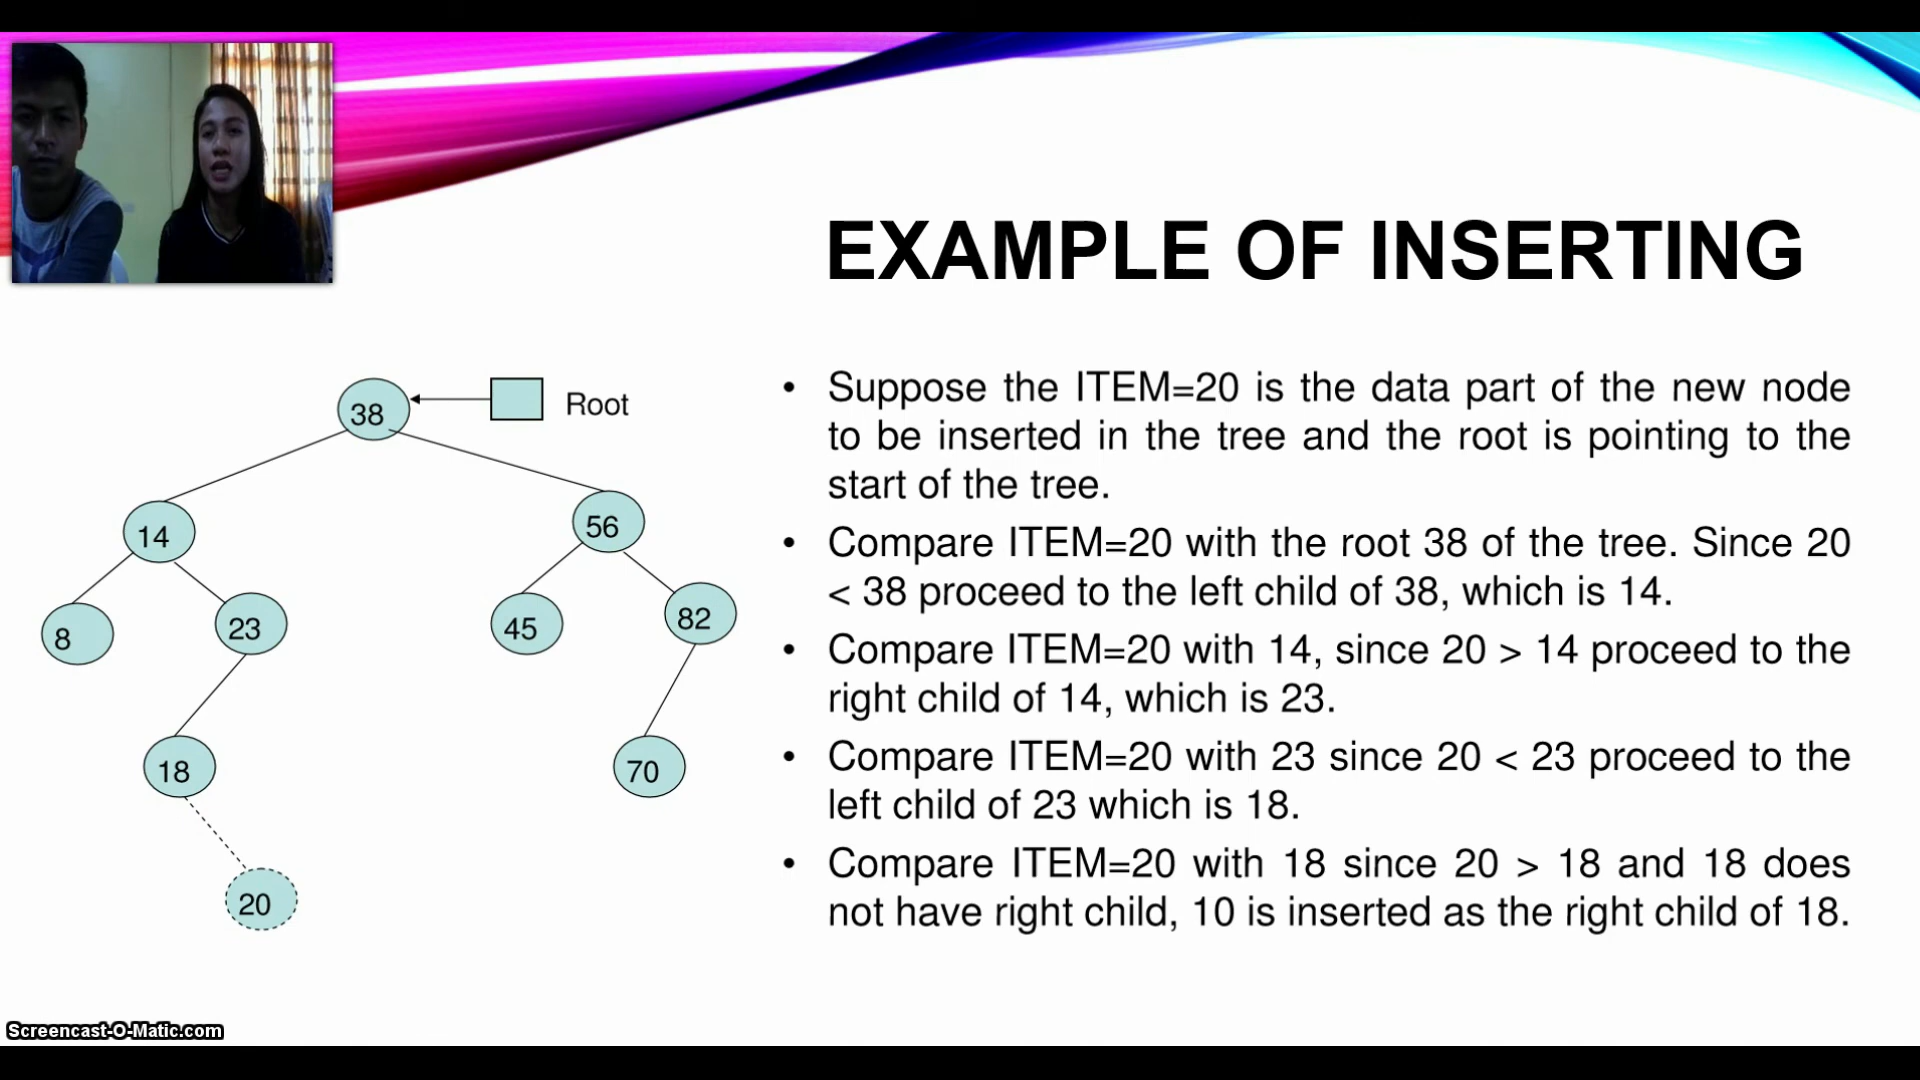 EXAMPLE OF INSERTING
38
Root
14
56
8
23
45
82
18
70
20
• Suppose the ITEM=20 is the data part of the new node
to be inserted in the tree and the root is pointing to the
start of the tree.
• Compare ITEM=20 with the root 38 of the tree. Since 20
< 38 proceed to the left child of 38, which is 14.
• Compare ITEM=20 with 14, since 20 > 14 proceed to the
right child of 14, which is 23.
• Compare ITEM=20 with 23 since 20 < 23 proceed to the
left child of 23 which is 18.
• Compare ITEM=20 with 18 since 20 > 18 and 18 does
not have right child, 10 is inserted as the right child of 18.
Screencast-O-Matic.com